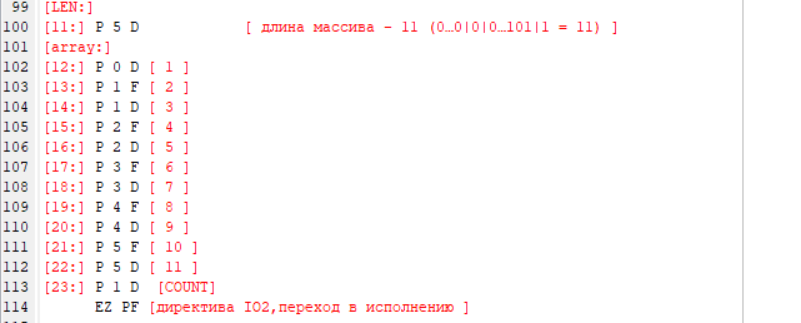 99 [LEN:]
100 [11:] P 5 D [ длина массива - 11 (0…0|0|0…101|1 = 11) ]
101 [array:]
102 [12:] P 0 D [ 1 ]
103 [13:] P 1 F [ 2 ]
104 [14:] P 1 D [ 3 ]
105 [15:] P 2 F [ 4 ]
106 [16:] P 2 D [ 5 ]
107 [17:] P 3 F [ 6 ]
108 [18:] P 3 D [ 7 ]
109 [19:] P 4 F [ 8 ]
110 [20:] P 4 D [ 9 ]
111 [21:] P 5 F [ 10 ]
112 [22:] P 5 D [ 11 ]
113 [23:] P 1 D [COUNT]
114 EZ PF [директива IO2,переход в исполнению ]